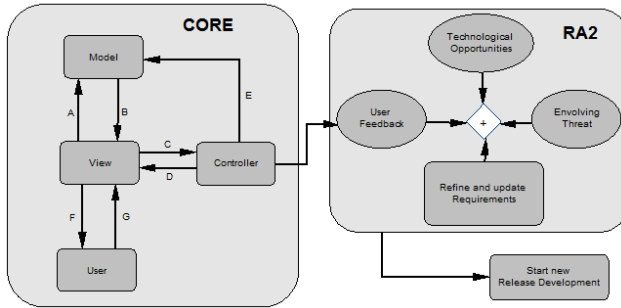 CORE
Model
A
B
E
View
C
D
Controller
F
G
User
RA2
Technological
Opportunities
User
Feedback
+
Envolving
Threat
Refine and update
Requirements
Start new
Release Development